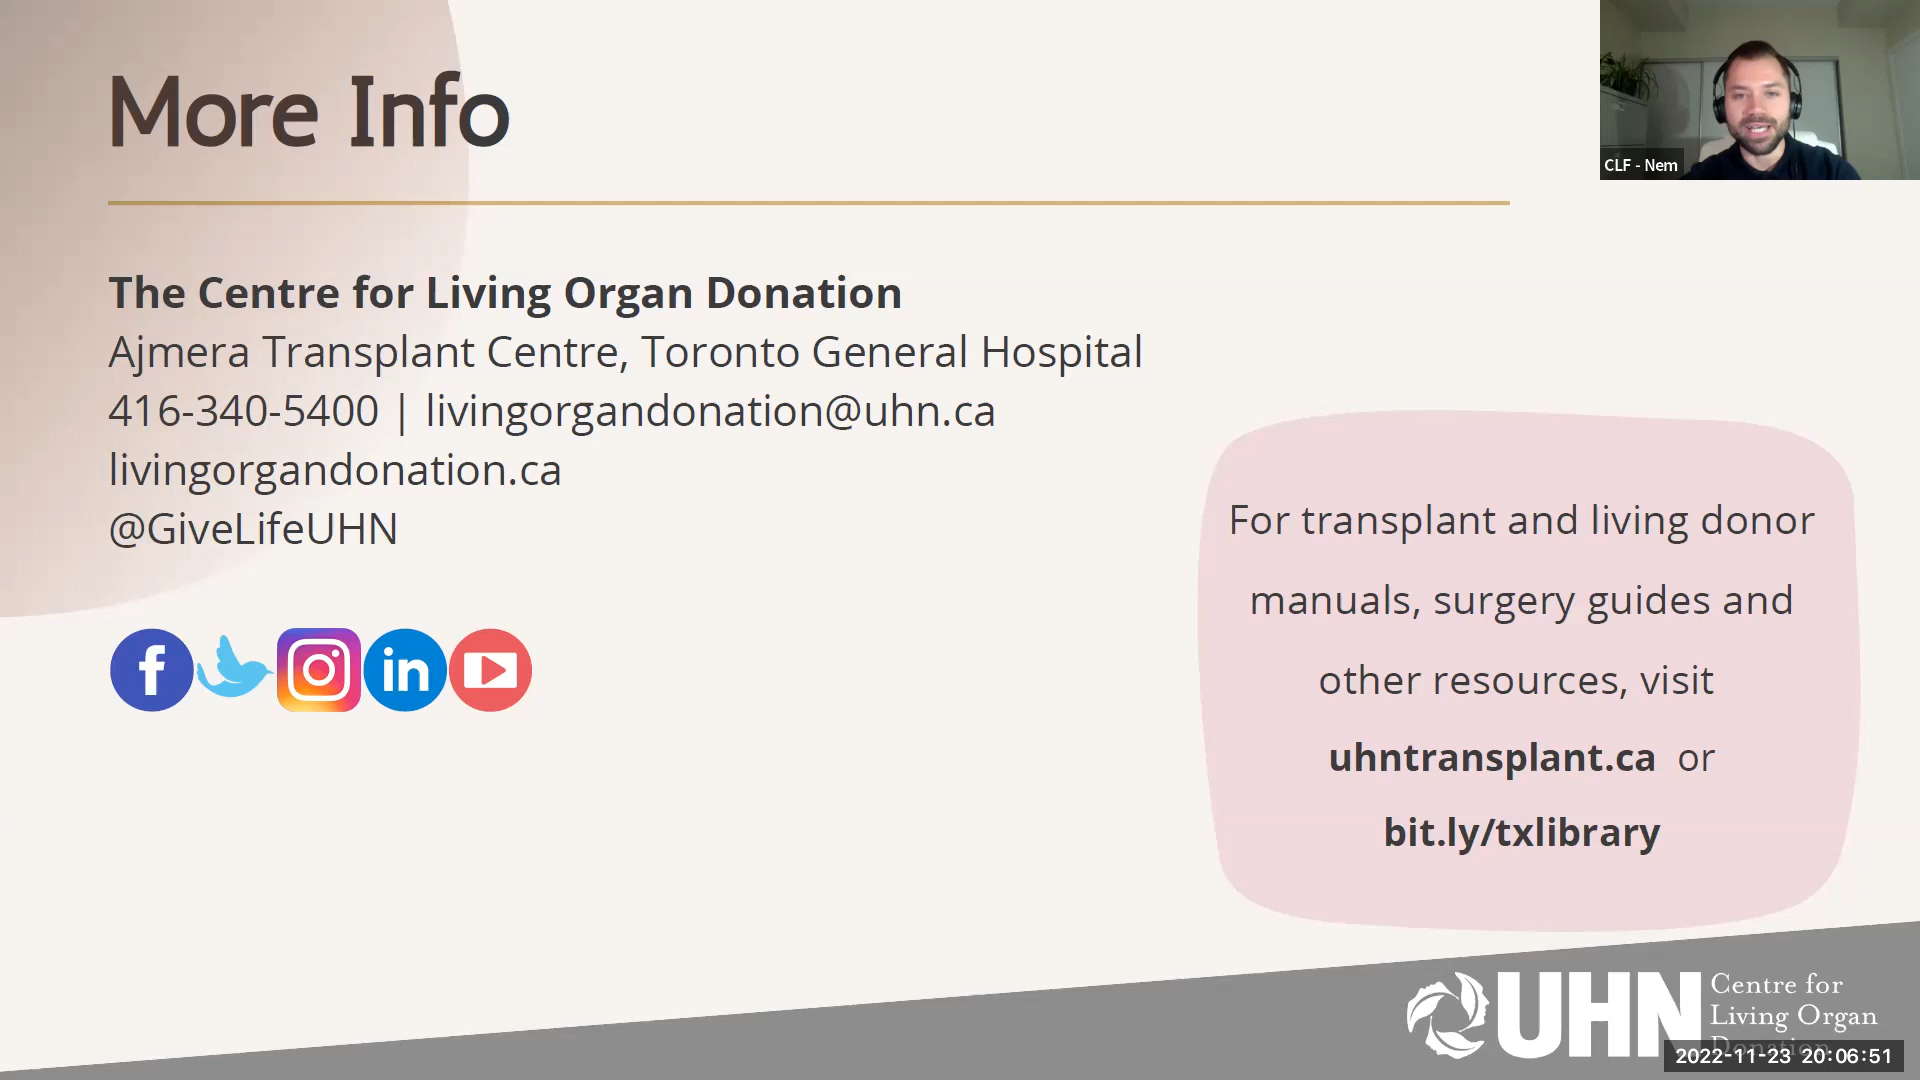 More Info
CLF - Nem
The Centre for Living Organ Donation
Ajmera Transplant Centre, Toronto General Hospital
416-340-5400 | livingorgandonation@uhn.ca
livingorgandonation.ca
@GiveLifeUHN
For transplant and living donor
manuals, surgery guides and
other resources, visit
uhntransplant.ca or
bit.ly/txlibrary
UHN
Centre for
Living Organ
Donation
2022-11-23 20:06:51